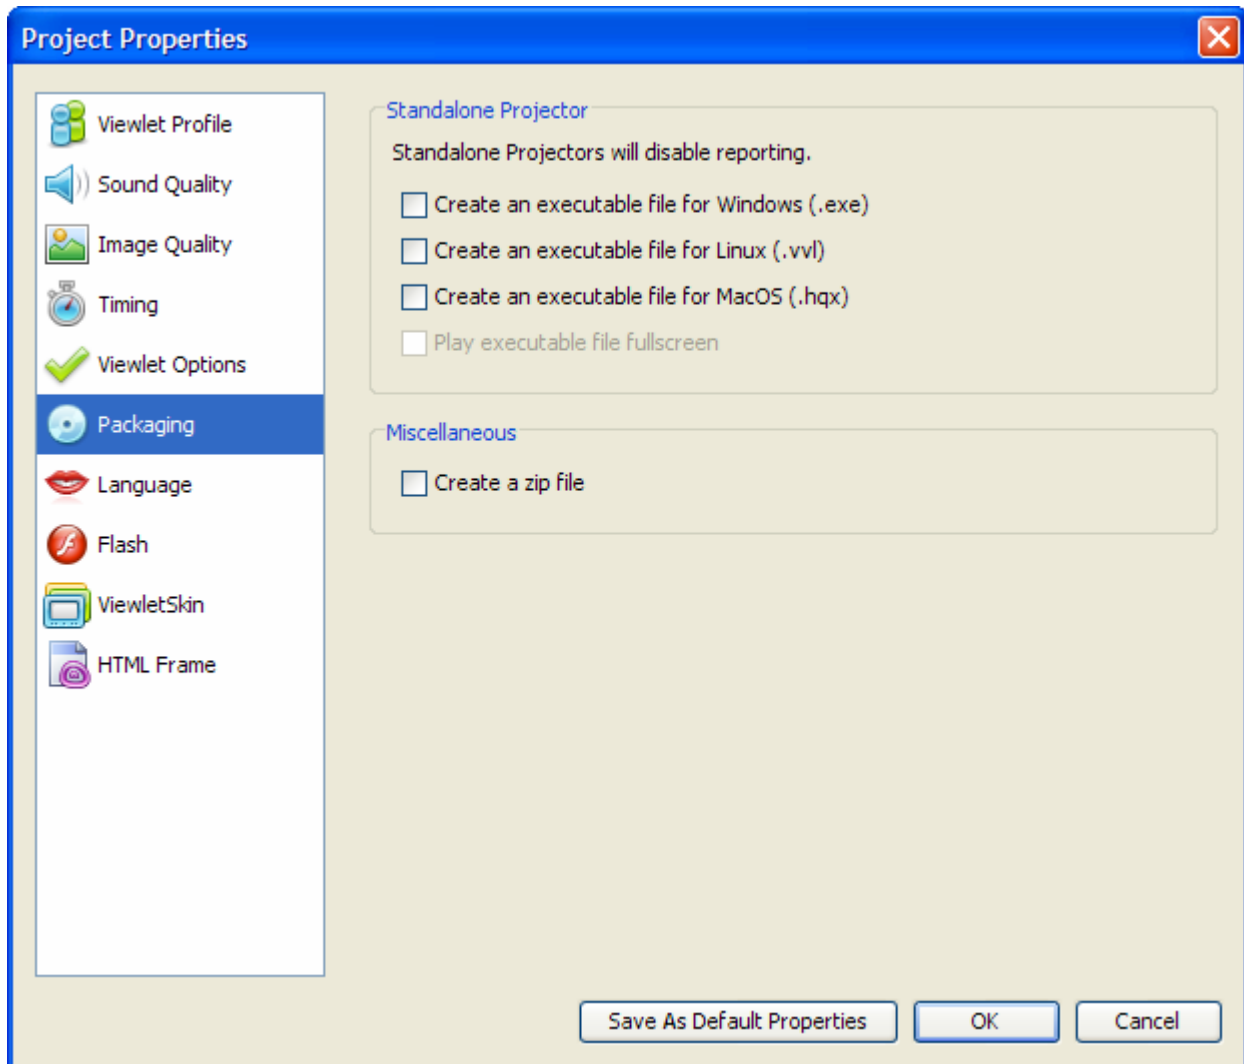 Project Properties
Viewlet Profile
Sound Quality
Image Quality
Timing
Viewlet Options
Packaging
Language
Flash
ViewletSkin
HTML Frame
Standalone Projector
Standalone Projectors will disable reporting.
Create an executable file for Windows (.exe)
Create an executable file for Linux (.vvl)
Create an executable file for MacOS (.hqx)
Play executable file fullscreen
Miscellaneous
Create a zip file
Save As Default Properties
OK
Cancel